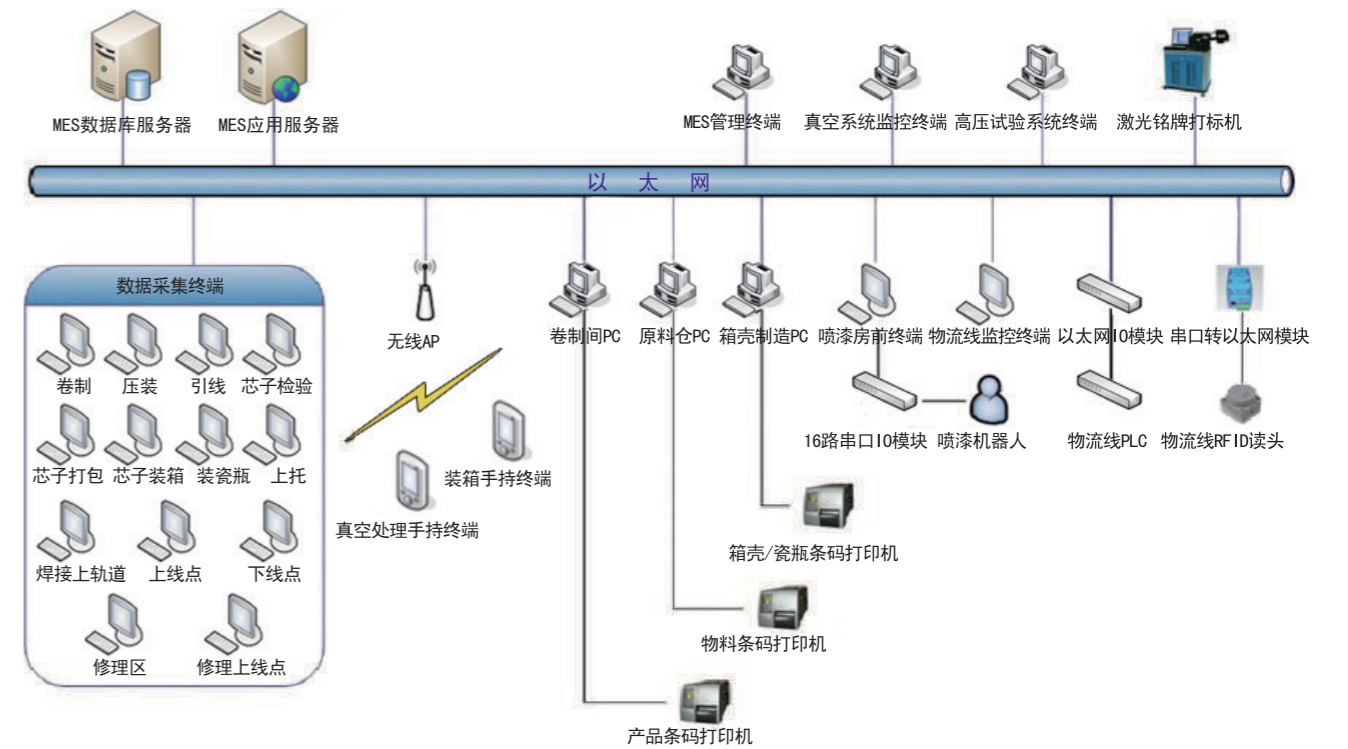 MES数据库服务器
MES应用服务器
MES管理终端
真空系统监控终端
高压试验系统终端
激光铭牌打标机
以 太 网
数据采集终端
卷制
压装
引线
芯子检验
芯子打包
芯子装箱
装瓷瓶
上托
焊接上轨道
上线点
下线点
修理区
修理上线点
无线AP
装箱手持终端
真空处理手持终端
卷制间PC
原料仓PC
箱壳制造PC
喷漆房前终端
物流线监控终端
以太网IO模块
串口转以太网模块
16路串口IO模块
喷漆机器人
物流线PLC
物流线RFID读头
箱壳/瓷瓶条码打印机
物料条码打印机
产品条码打印机